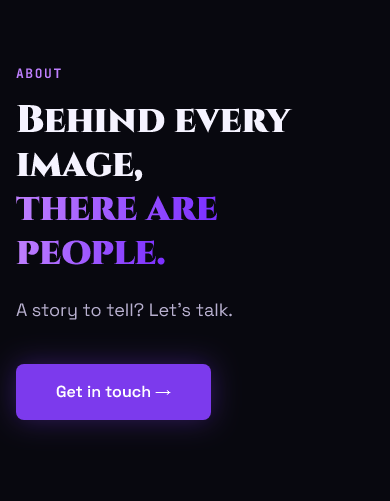 ABOUT
Behind every
image,
there are
people.
A story to tell? Let's talk.
Get in touch →